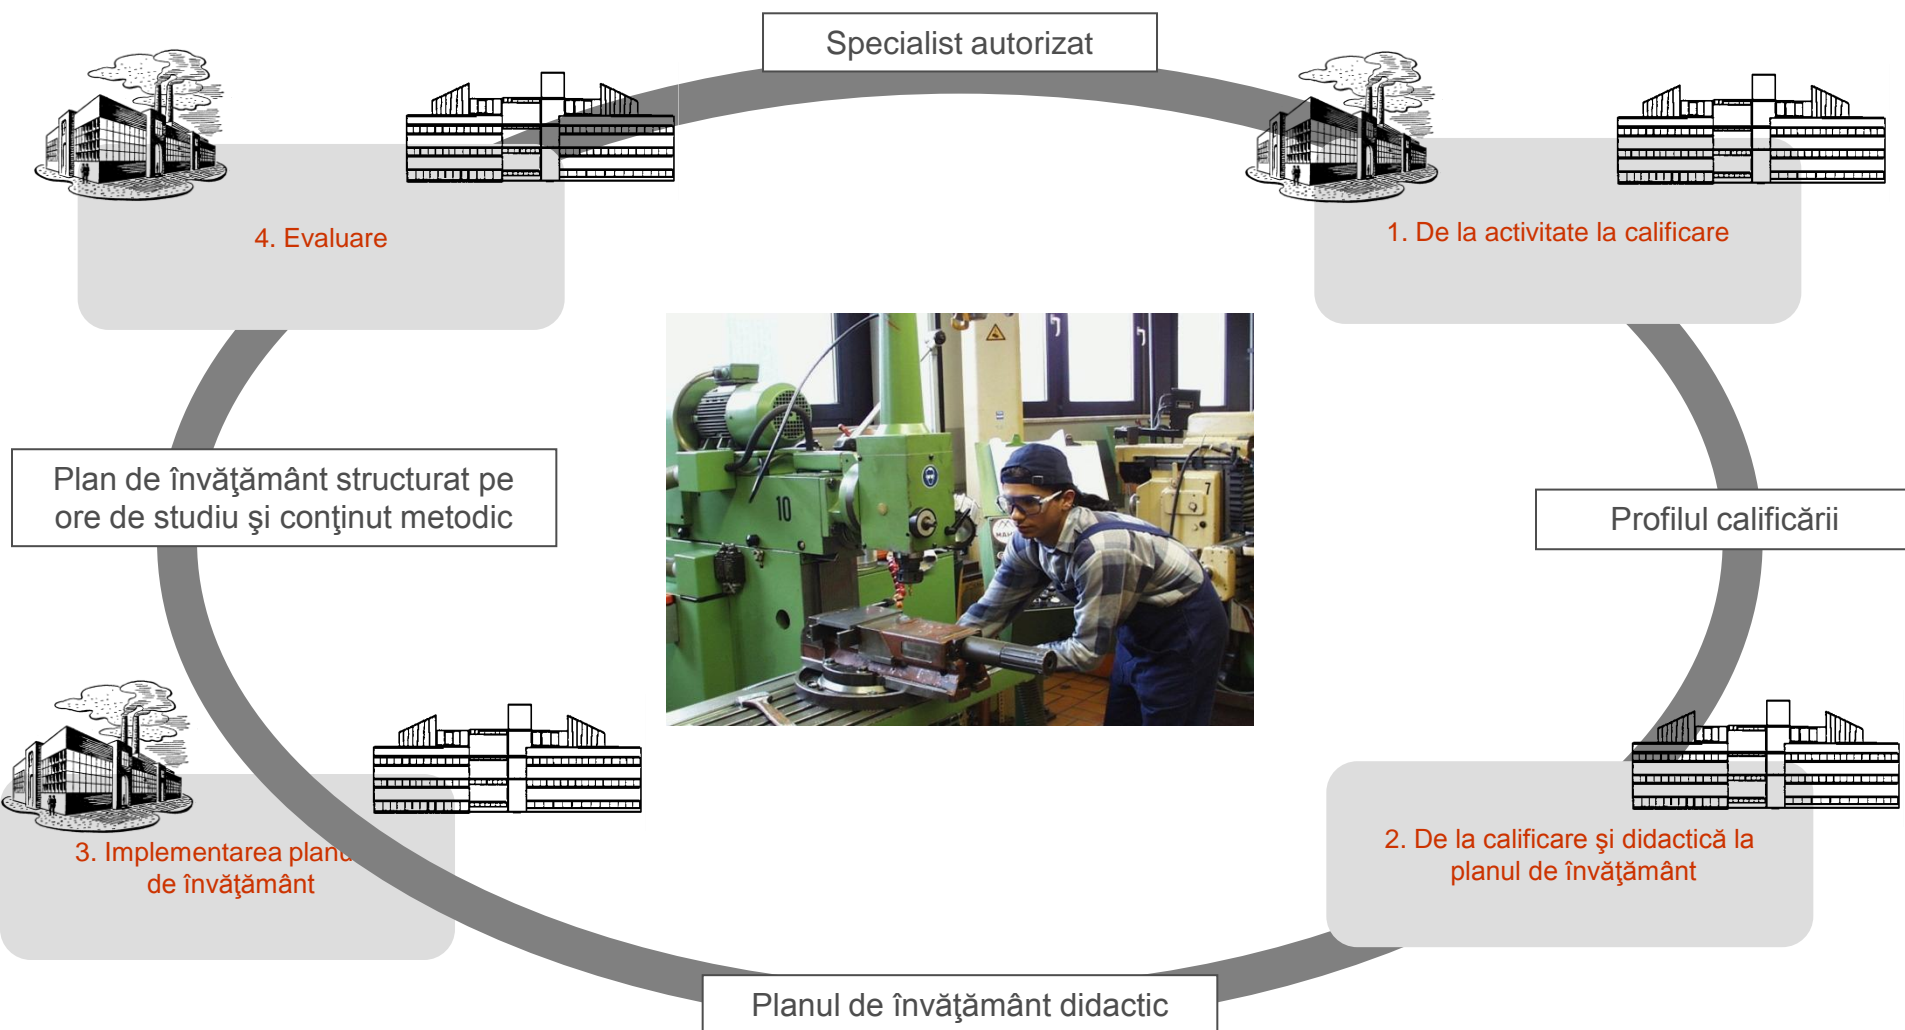 Specialist autorizat
4. Evaluare
1. De la activitate la calificare
Plan de învăţământ structurat pe
ore de studiu şi conţinut metodic
10
7
Profilul calificării
3. Implementarea
de învăţământ
2. De la calificare şi didactică la
planul de învăţământ
Planul de învăţământ didactic